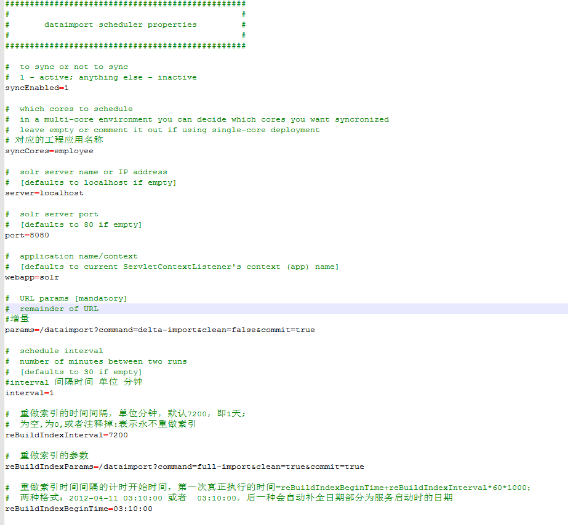 #################################################
#                                               #
#       dataimport scheduler properties         #
#                                               #
#################################################
#  to sync or not to sync
#  1 - active; anything else - inactive
syncEnabled=1
#  which cores to schedule
#  in a multi-core environment you can decide which cores you want syncronized
#  leave empty or comment it out if using single-core deployment
# 对应的工程应用名称
syncCores=employee
#  solr server name or IP address
#  [defaults to localhost if empty]
server=localhost
#  solr server port
#  [defaults to 80 if empty]
port=8080
#  application name/context
#  [defaults to current ServletContextListener's context (app) name]
webapp=solr
#  URL params [mandatory]
#  remainder of URL
#增量
params=/dataimport?command=delta-import&clean=false&commit=true
#  schedule interval
#  number of minutes between two runs
#  [defaults to 30 if empty]
#interval 间隔时间 单位 分钟
interval=1
#  重做索引的时间间隔，单位分钟，默认7200，即1天;
#  为空,为0,或者注释掉:表示永不重做索引
reBuildIndexInterval=7200
#  重做索引的参数
reBuildIndexParams=/dataimport?command=full-import&clean=true&commit=true
#  重做索引时间间隔的计时开始时间，第一次真正执行的时间=reBuildIndexBeginTime+reBuildIndexInterval*60*1000;
#  两种格式：2012-04-11 03:10:00 或者  03:10:00，后一种会自动补全日期部分为服务启动时的日期
reBuildIndexBeginTime=03:10:00